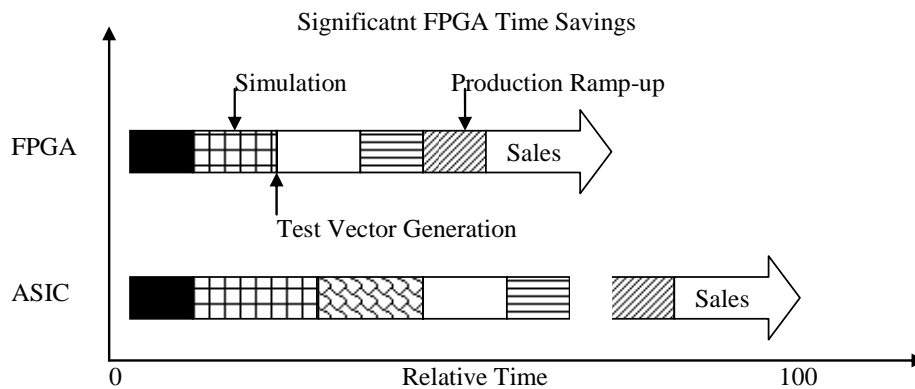 Significatnt FPGA Time Savings
Simulation
Production Ramp-up
FPGA
Sales
Test Vector Generation
ASIC
Sales
0
Relative Time
100